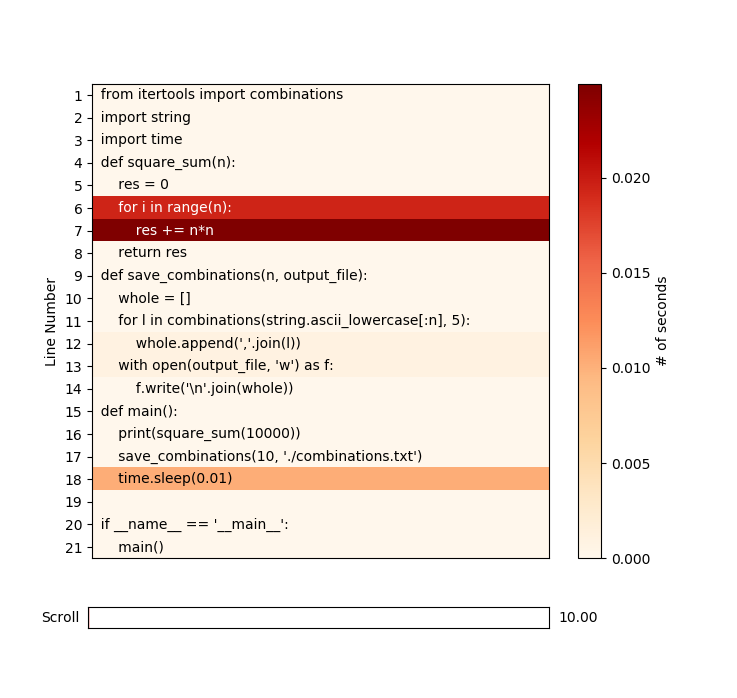 1 from itertools import combinations
2 import string
3 import time
4 def square_sum(n):
5     res = 0
6     for i in range(n):
7         res += n*n
8     return res
9 def save_combinations(n, output_file):
10     whole = []
11     for l in combinations(string.ascii_lowercase[:n], 5):
12         whole.append(','.join(l))
13     with open(output_file, 'w') as f:
14         f.write('\n'.join(whole))
15 def main():
16     print(square_sum(10000))
17     save_combinations(10, './combinations.txt')
18     time.sleep(0.01)
19
20 if __name__ == '__main__':
21     main()
Line Number
0.020
0.015
0.010
0.005
0.000
# of seconds
Scroll 10.00